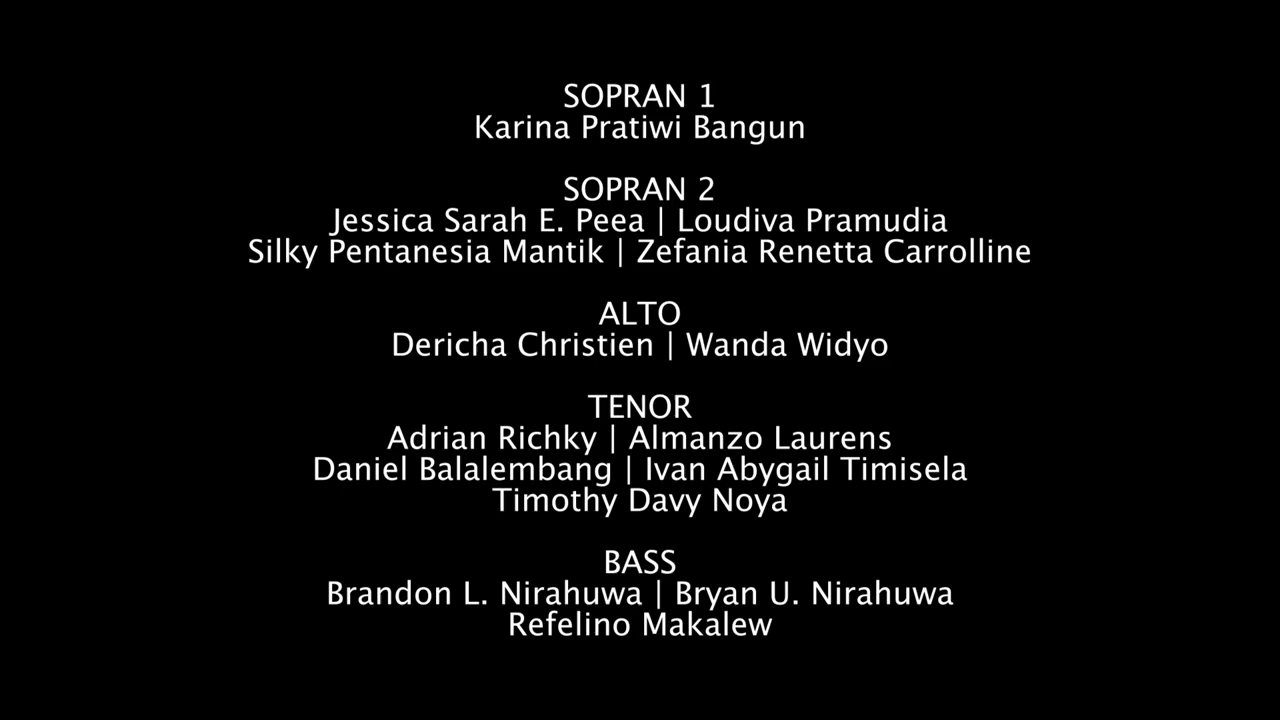 SOPRAN 1
Karina Pratiwi Bangun
SOPRAN 2
Jessica Sarah E. Peea | Loudiva Pramudia
Silky Pentanesia Mantik | Zefania Renetta Carrolline
ALTO
Dericha Christien | Wanda Widyo
TENOR
Adrian Richky | Almanzo Laurens
Daniel Balalembang | Ivan Abygail Timisela
Timothy Davy Noya
BASS
Brandon L. Nirahuwa | Bryan U. Nirahuwa
Refelino Makalew